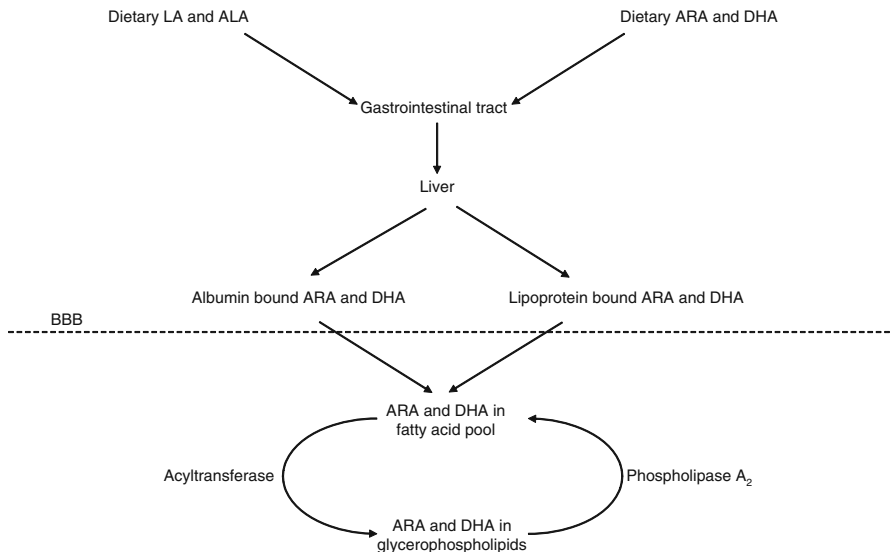 Dietary LA and ALA
Dietary ARA and DHA
Gastrointestinal tract
Liver
Albumin bound ARA and DHA
Lipoprotein bound ARA and DHA
BBB
ARA and DHA in
fatty acid pool
Acyltransferase
Phospholipase A₂
ARA and DHA in
glycerophospholipids